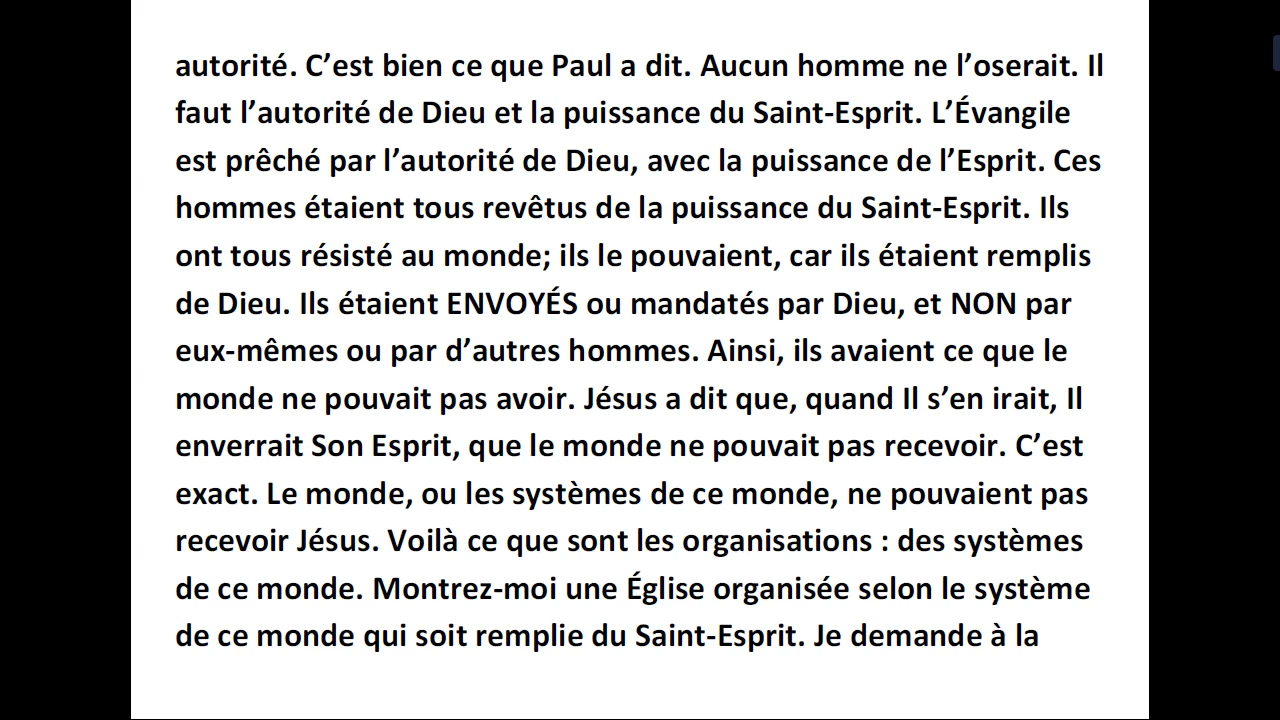 autorité. C’est bien ce que Paul a dit. Aucun homme ne l’oserait. Il
faut l’autorité de Dieu et la puissance du Saint-Esprit. L’Évangile
est prêché par l’autorité de Dieu, avec la puissance de l’Esprit. Ces
hommes étaient tous revêtus de la puissance du Saint-Esprit. Ils
ont tous résisté au monde; ils le pouvaient, car ils étaient remplis
de Dieu. Ils étaient ENVOYÉS ou mandatés par Dieu, et NON par
eux-mêmes ou par d’autres hommes. Ainsi, ils avaient ce que le
monde ne pouvait pas avoir. Jésus a dit que, quand Il s’en irait, Il
enverrait Son Esprit, que le monde ne pouvait pas recevoir. C’est
exact. Le monde, ou les systèmes de ce monde, ne pouvaient pas
recevoir Jésus. Voilà ce que sont les organisations : des systèmes
de ce monde. Montrez-moi une Église organisée selon le système
de ce monde qui soit remplie du Saint-Esprit. Je demande à la